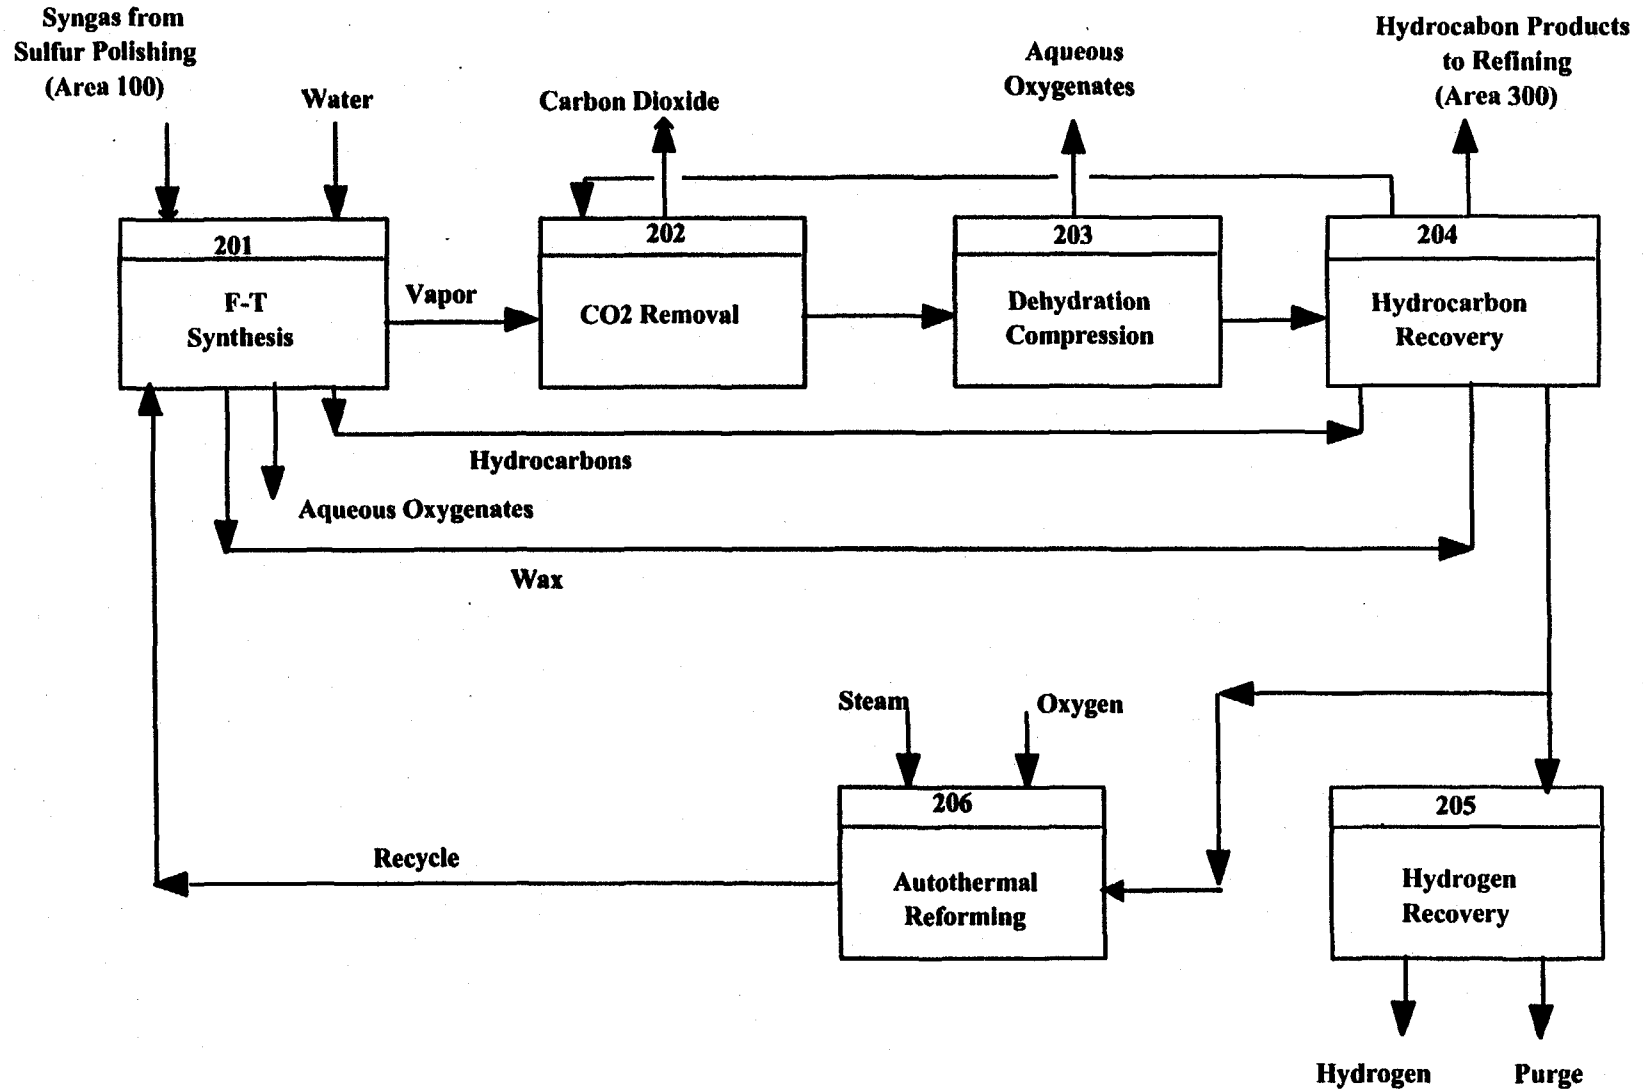 Syngas from
Sulfur Polishing
(Area 100)
Water
Carbon Dioxide
Aqueous
Oxygenates
Hydrocabon Products
to Refining
(Area 300)
201
F-T
Synthesis
Vapor
202
CO2 Removal
203
Dehydration
Compression
204
Hydrocarbon
Recovery
Hydrocarbons
Aqueous Oxygenates
Wax
Steam
Oxygen
206
Autothermal
Reforming
205
Hydrogen
Recovery
Recycle
Hydrogen
Purge